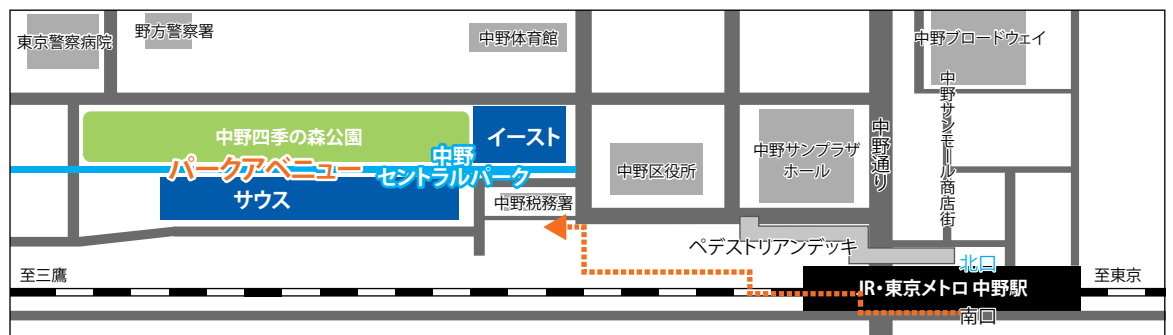 東京警察病院
野方警察署
中野体育館
中野ブロードウェイ
中野四季の森公園
イースト
パークアベニュー
中野
セントラルパーク
サウス
中野税務署
中野区役所
中野サンプラザ
ホール
中野通り
中野サンモール商店街
ペデストリアンデッキ
北口
至三鷹
JR・東京メトロ 中野駅
至東京
南口